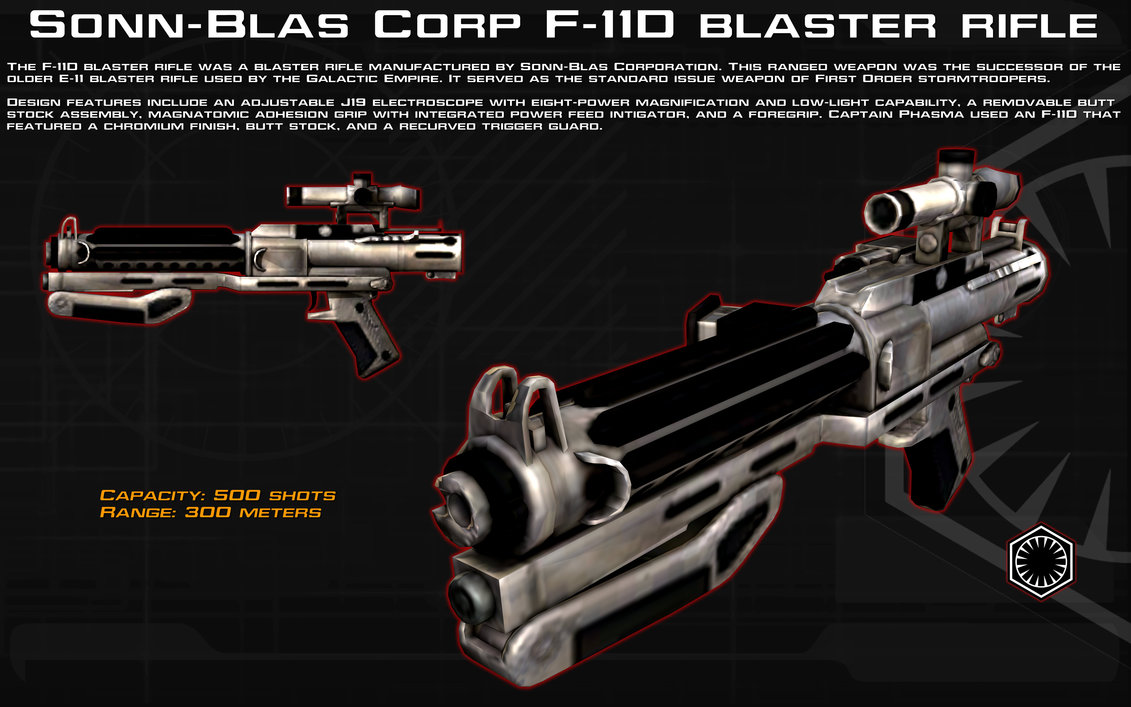 Sonn-Blas Corp F-11D blaster rifle
The F-11D blaster rifle was a blaster rifle manufactured by Sonn-Blas Corporation. This ranged weapon was the successor of the
older E-11 blaster rifle used by the Galactic Empire. It served as the standard issue weapon of First Order stormtroopers.
Design features include an adjustable J19 electroscope with eight-power magnification and low-light capability, a removable butt
stock assembly, magnatomic adhesion grip with integrated power feed intigator, and a foregrip. Captain Phasma used an F-11D that
featured a chromium finish, butt stock, and a recurved trigger guard.
Capacity: 500 shots
Range: 300 meters